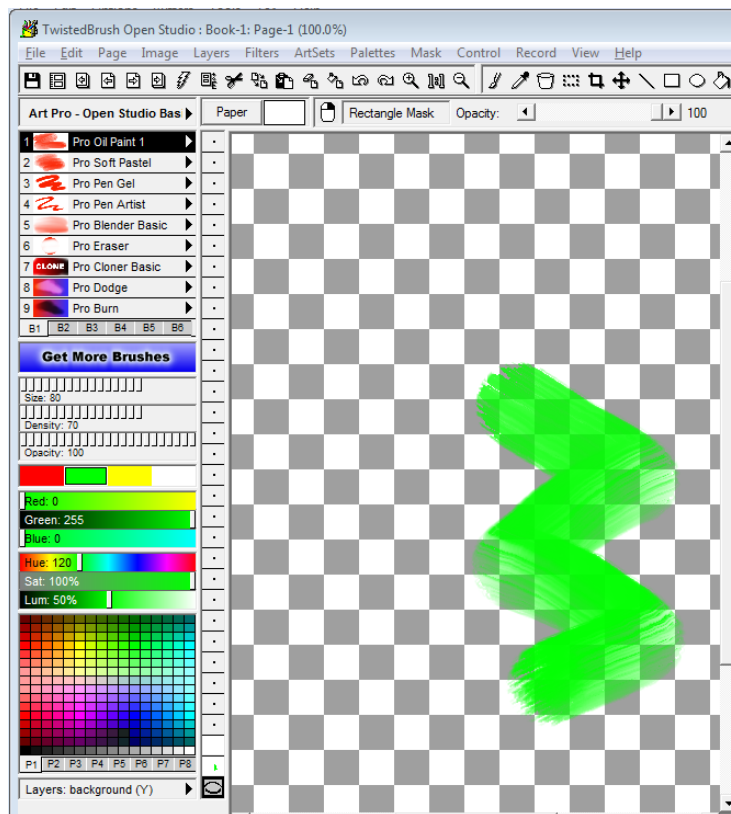 TwistedBrush Open Studio : Book-1: Page-1 (100.0%)
File Edit Page Image Layers Filters ArtSets Palettes Mask Control Record View Help
Art Pro - Open Studio Bas
Paper
Rectangle Mask
Opacity:
100
1 Pro Oil Paint 1
2 Pro Soft Pastel
3 Pro Pen Gel
4 Pro Pen Artist
5 Pro Blender Basic
6 Pro Eraser
7 CLONE Pro Cloner Basic
8 Pro Dodge
9 Pro Burn
B1 B2 B3 B4 B5 B6
Get More Brushes
Size: 80
Density: 70
Opacity: 100
Red: 0
Green: 255
Blue: 0
Hue: 120
Sat: 100%
Lum: 50%
P1 P2 P3 P4 P5 P6 P7 P8
Layers: background (Y)